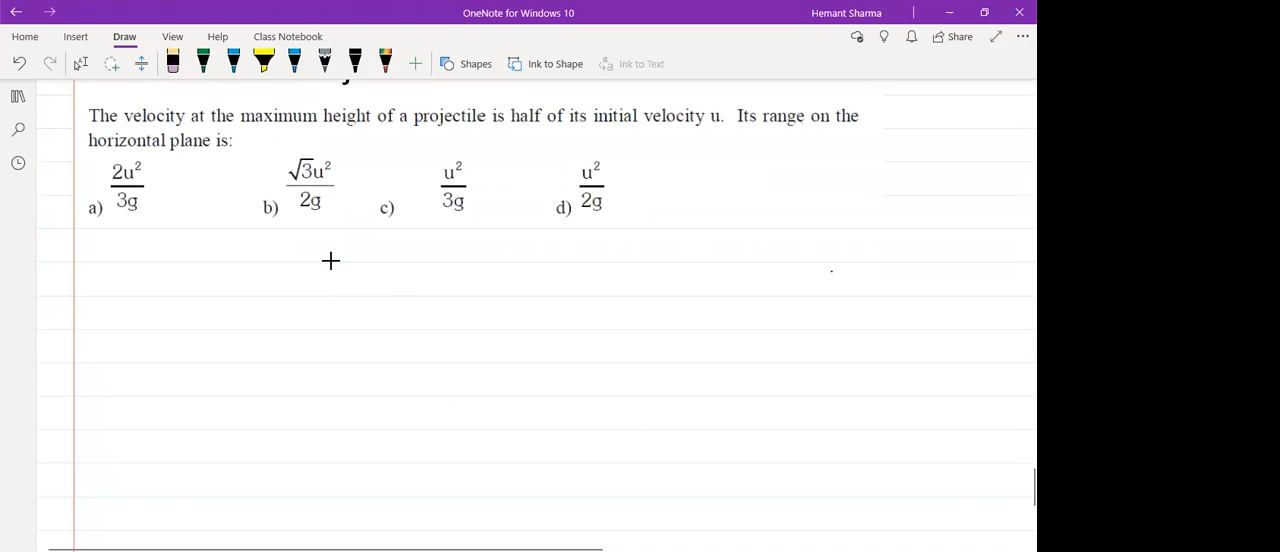 OneNote for Windows 10
Hemant Sharma
Home Insert Draw View Help Class Notebook
Share
Shapes Ink to Shape Ink to Text
The velocity at the maximum height of a projectile is half of its initial velocity u. Its range on the
horizontal plane is:
a) 2u²/3g b) √3u²/2g c) u²/3g d) u²/2g